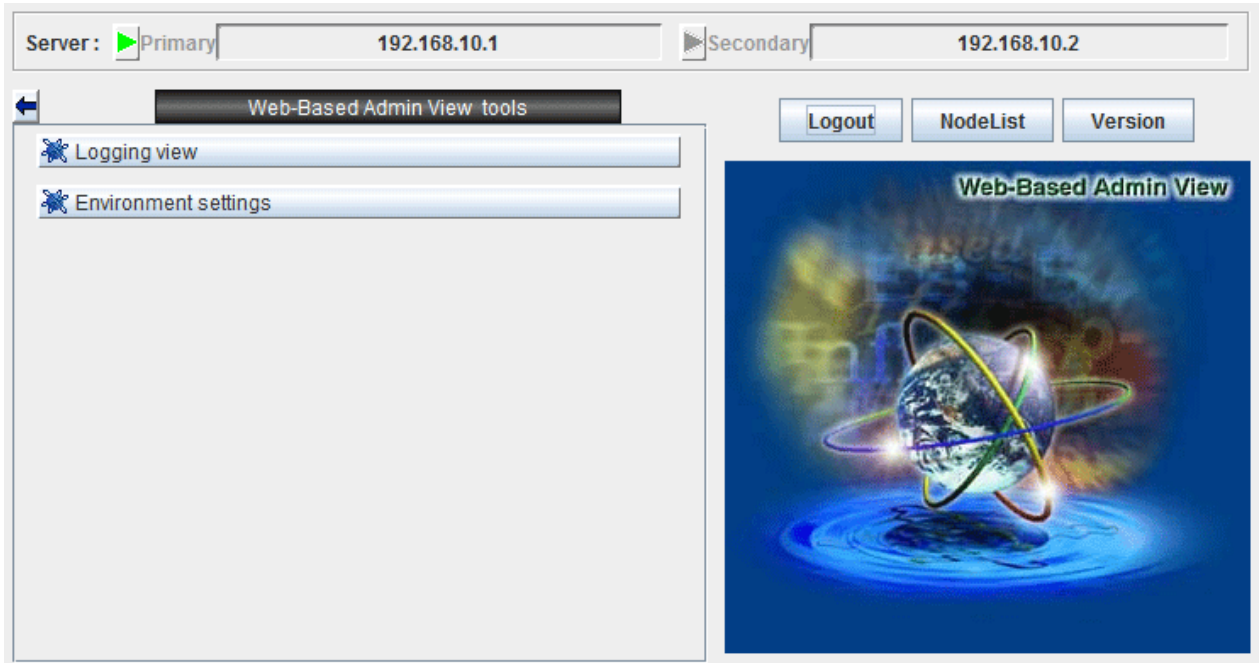 Server : Primary 192.168.10.1 Secondary 192.168.10.2
Web-Based Admin View tools
Logout NodeList Version
Logging view
Environment settings
Web-Based Admin View